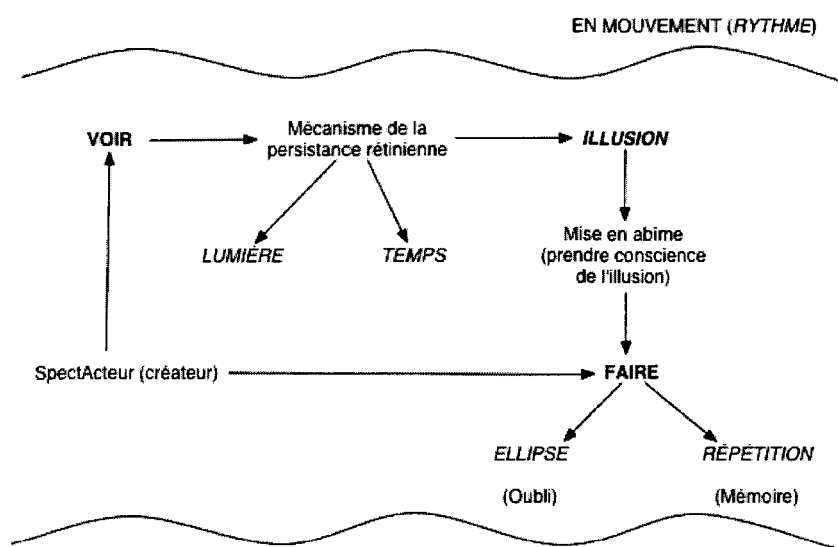 EN MOUVEMENT (RYTHME)
VOIR
Mécanisme de la
persistance rétinienne
ILLUSION
LUMIÈRE
TEMPS
Mise en abime
(prendre conscience
de l'illusion)
SpectActeur (créateur)
FAIRE
ELLIPSE
RÉPÉTITION
(Oubli)
(Mémoire)